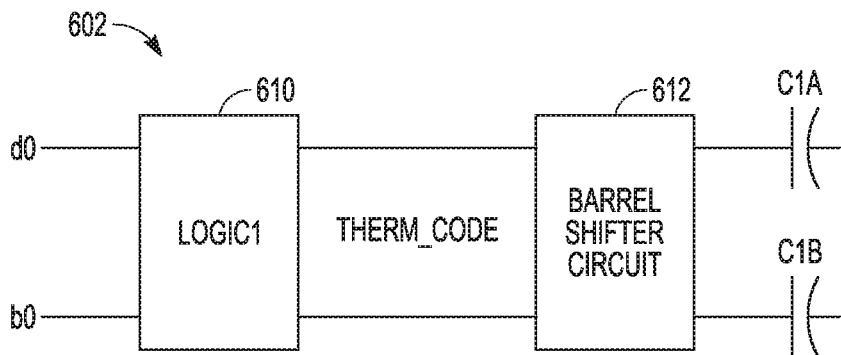 602
610
612
C1A
d0
LOGIC1
THERM_CODE
BARREL
SHIFTER
CIRCUIT
C1B
b0